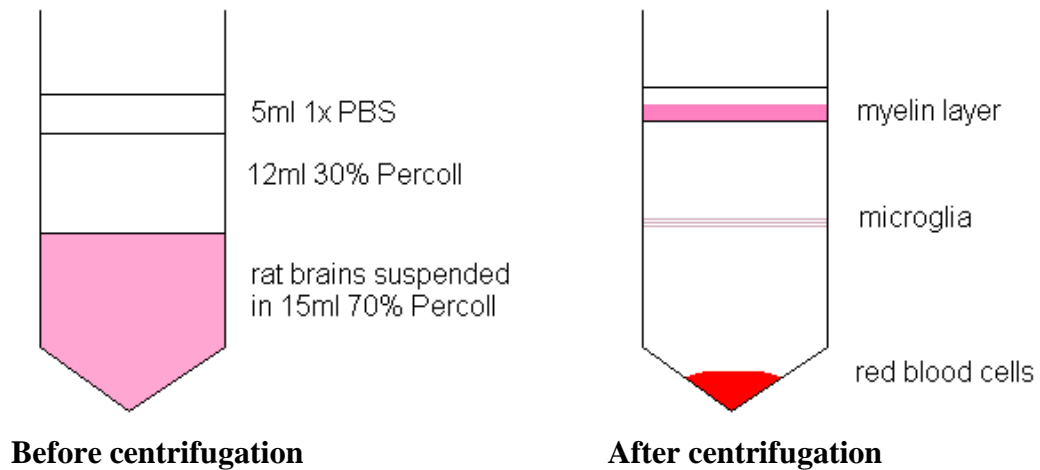 5ml 1x PBS
12ml 30% Percoll
rat brains suspended
in 15ml 70% Percoll
Before centrifugation
myelin layer
microglia
red blood cells
After centrifugation